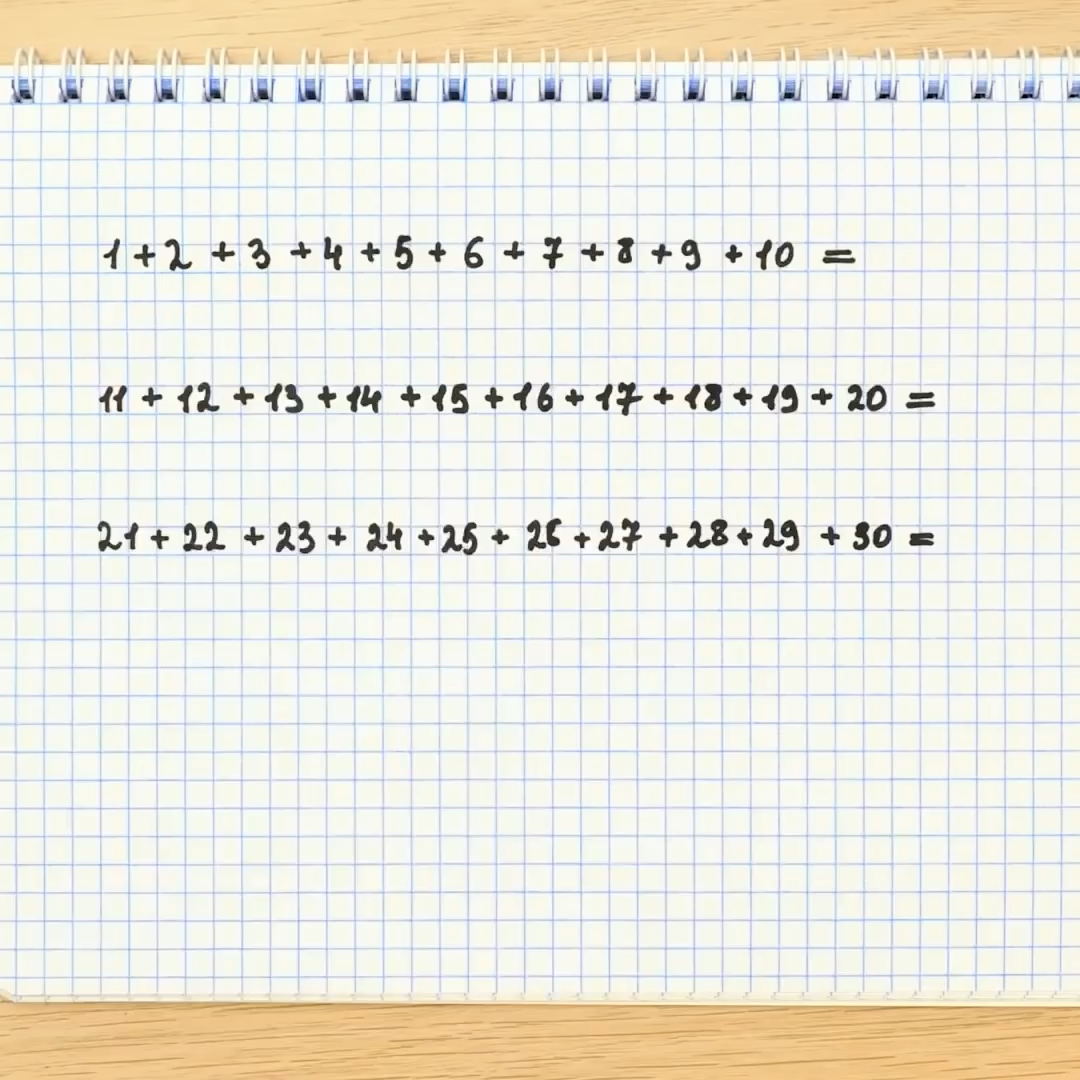 1 + 2 + 3 + 4 + 5 + 6 + 7 + 8 + 9 + 10 =
11 + 12 + 13 + 14 + 15 + 16 + 17 + 18 + 19 + 20 =
21 + 22 + 23 + 24 + 25 + 26 + 27 + 28 + 29 + 30 =